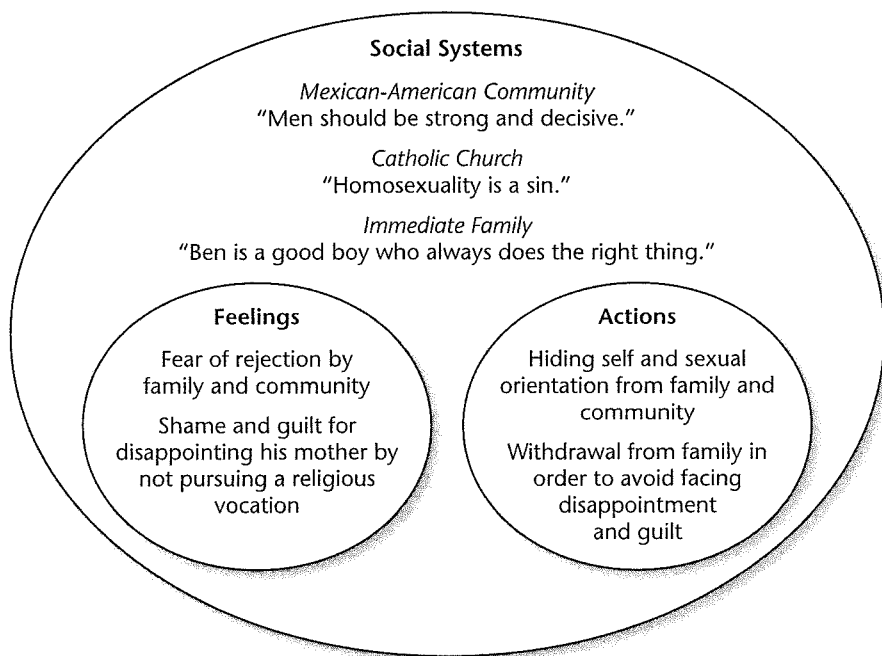 Social Systems
Mexican-American Community
“Men should be strong and decisive.”
Catholic Church
“Homosexuality is a sin.”
Immediate Family
“Ben is a good boy who always does the right thing.”
Feelings
Fear of rejection by
family and community
Shame and guilt for
disappointing his mother by
not pursuing a religious
vocation
Actions
Hiding self and sexual
orientation from family and
community
Withdrawal from family in
order to avoid facing
disappointment
and guilt